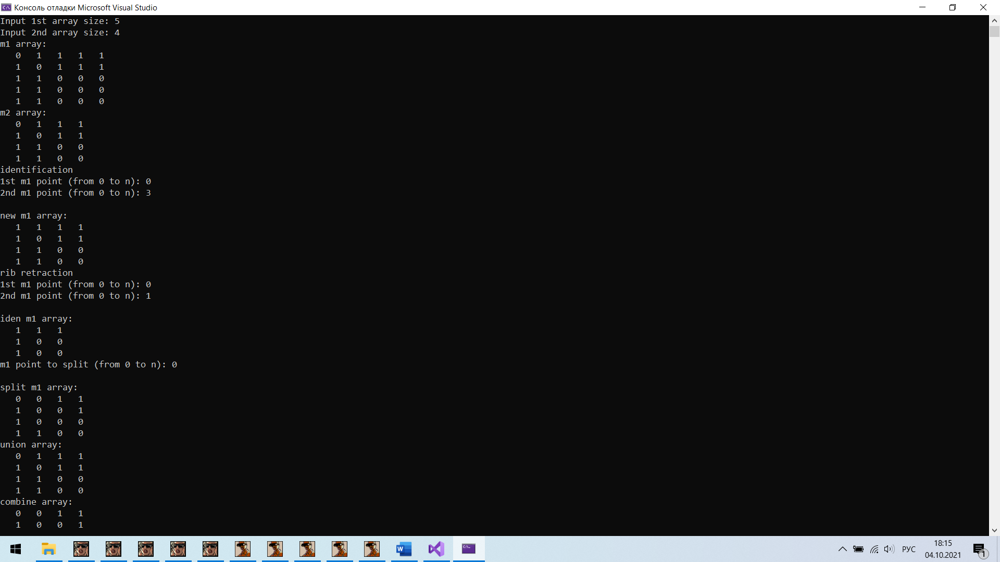 Консоль отладки Microsoft Visual Studio
Input 1st array size: 5
Input 2nd array size: 4
m1 array:
0 1 1 1 1
1 0 1 1 1
1 1 0 0 0
1 1 0 0 0
1 1 0 0 0
m2 array:
0 1 1 1
1 0 1 1
1 1 0 0
1 1 0 0
identification
1st m1 point (from 0 to n): 0
2nd m1 point (from 0 to n): 3
new m1 array:
1 1 1 1
1 0 1 1
1 1 0 0
1 1 0 0
rib retraction
1st m1 point (from 0 to n): 0
2nd m1 point (from 0 to n): 1
iden m1 array:
1 1 1
1 0 0
1 0 0
m1 point to split (from 0 to n): 0
split m1 array:
0 0 1 1
1 0 0 1
1 0 0 0
1 1 0 0
union array:
0 1 1 1
1 0 1 1
1 1 0 0
1 1 0 0
combine array:
0 0 1 1
1 0 0 1
РУС
18:15
04.10.2021
1